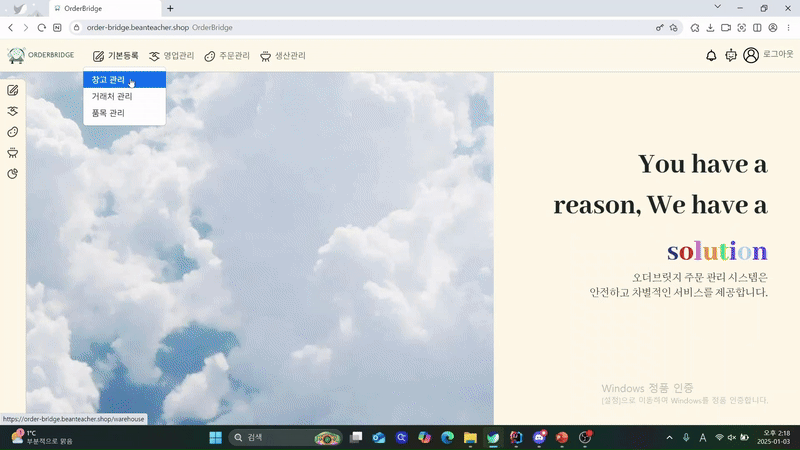 OrderBridge
order-bridge.beanteacher.shop OrderBridge
ORDERBRIDGE 기본등록 영업관리 주문관리 생산관리 로그아웃
창고 관리
거래처 관리
품목 관리
You have a
reason, We have a
solution
오더브릿지 주문 관리 시스템은
안전하고 차별적인 서비스를 제공합니다.
Windows 정품 인증
[설정]으로 이동하여 Windows를 정품 인증합니다.
https://order-bridge.beanteacher.shop/warehouse
1°C
부분적으로 맑음
검색
A
오후 2:18
2025-01-03